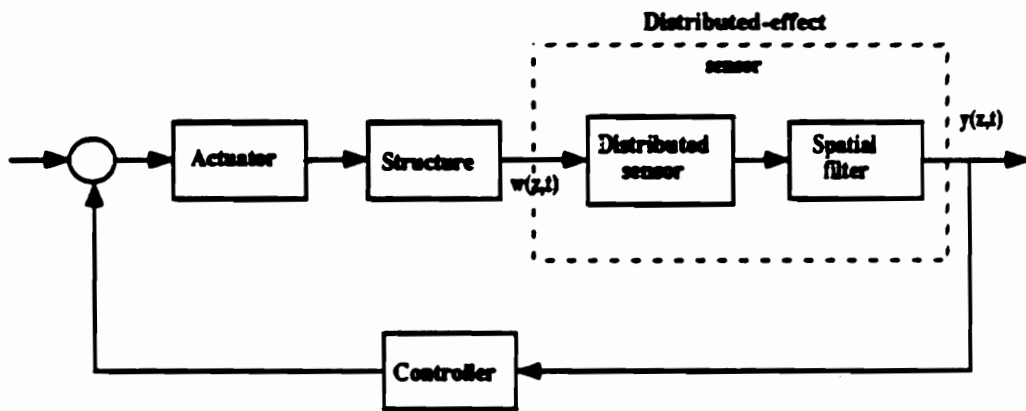 Distributed-effect
sensor
Actuator
Structure
w(z,t)
Distributed
sensor
Spatial
filter
y(z,t)
Controller